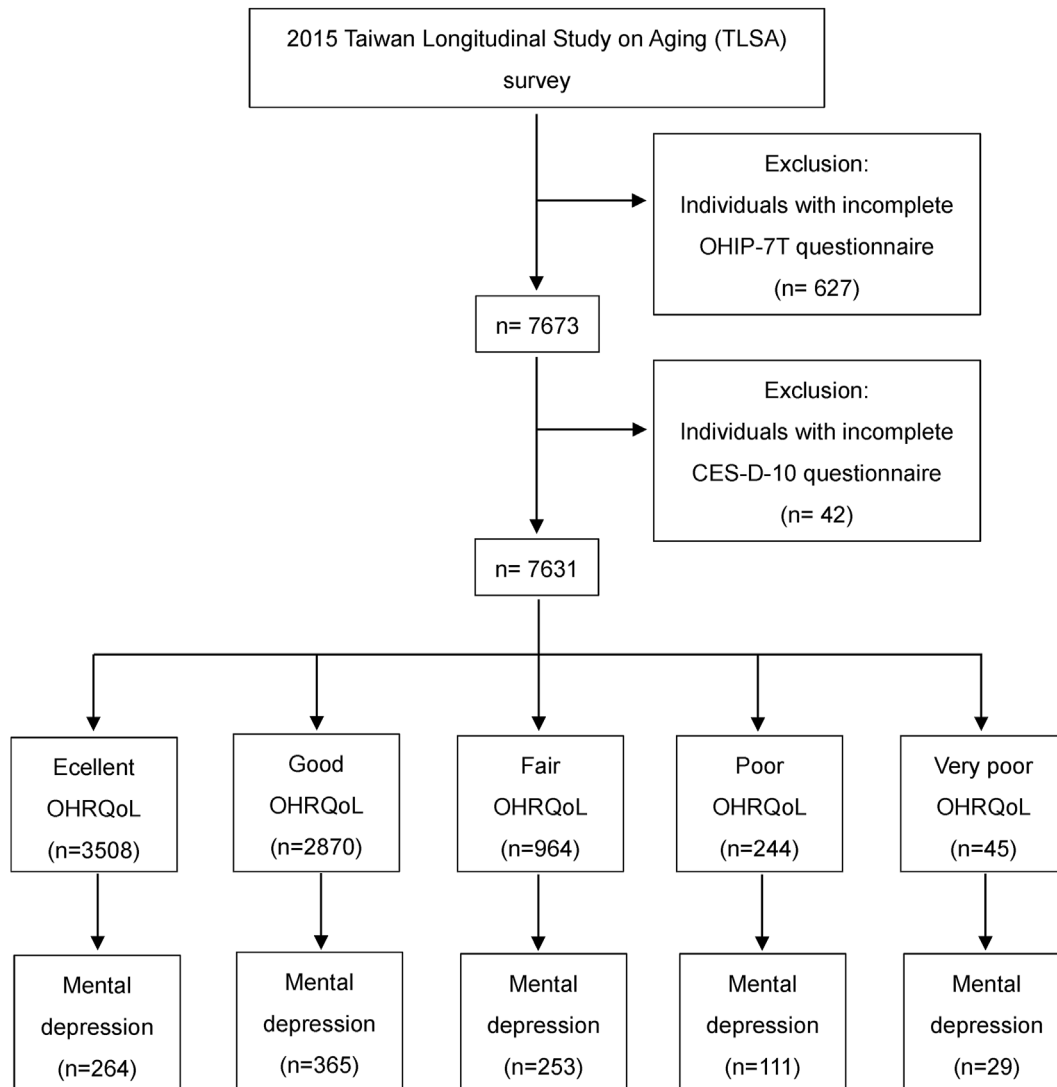 2015 Taiwan Longitudinal Study on Aging (TLSA)
survey
Exclusion:
Individuals with incomplete
OHIP-7T questionnaire
(n= 627)
n= 7673
Exclusion:
Individuals with incomplete
CES-D-10 questionnaire
(n= 42)
n= 7631
Ecellent
OHRQoL
(n=3508)
Good
OHRQoL
(n=2870)
Fair
OHRQoL
(n=964)
Poor
OHRQoL
(n=244)
Very poor
OHRQoL
(n=45)
Mental
depression
(n=264)
Mental
depression
(n=365)
Mental
depression
(n=253)
Mental
depression
(n=111)
Mental
depression
(n=29)